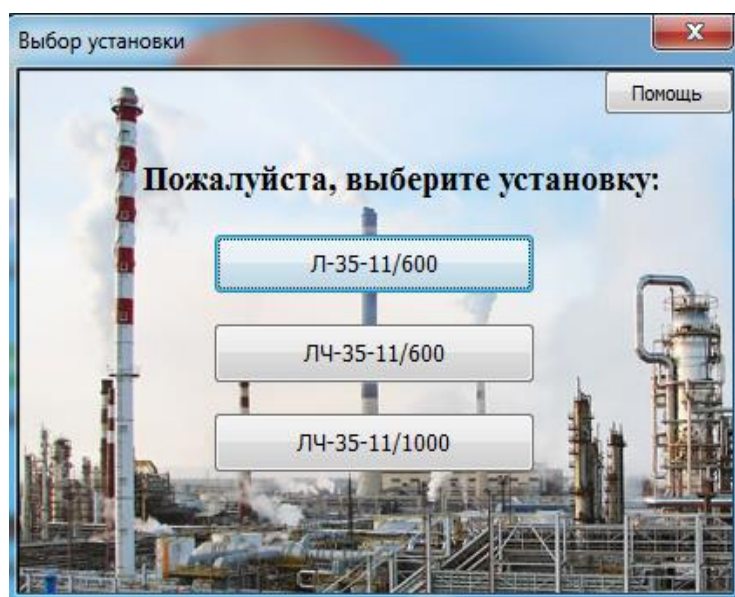 Выбор установки
Помощь
Пожалуйста, выберите установку:
Л-35-11/600
ЛЧ-35-11/600
ЛЧ-35-11/1000